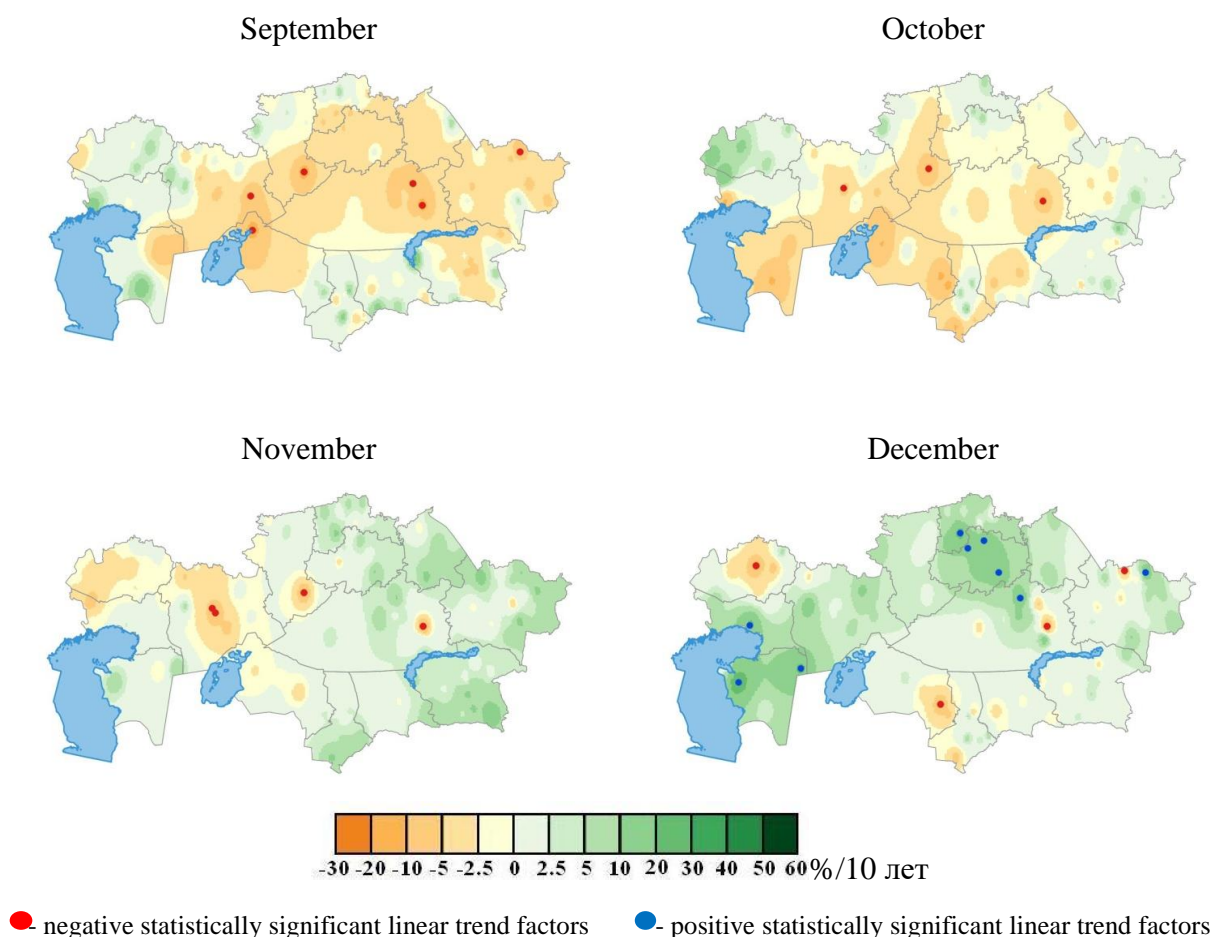 September October
November December
-30 -20 -10 -5 -2.5 0 2.5 5 10 20 30 40 50 60 %/10 лет
- negative statistically significant linear trend factors - positive statistically significant linear trend factors